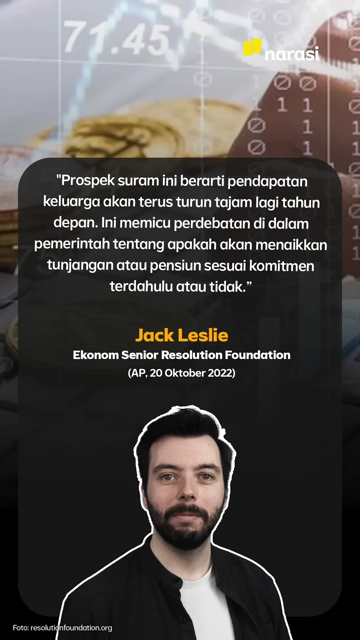 71.45
narasi
"Prospek suram ini berarti pendapatan
keluarga akan terus turun tajam lagi tahun
depan. Ini memicu perdebatan di dalam
pemerintah tentang apakah akan menaikkan
tunjangan atau pensiun sesuai komitmen
terdahulu atau tidak.”
Jack Leslie
Ekonom Senior Resolution Foundation
(AP, 20 Oktober 2022)
Foto: resolutionfoundation.org